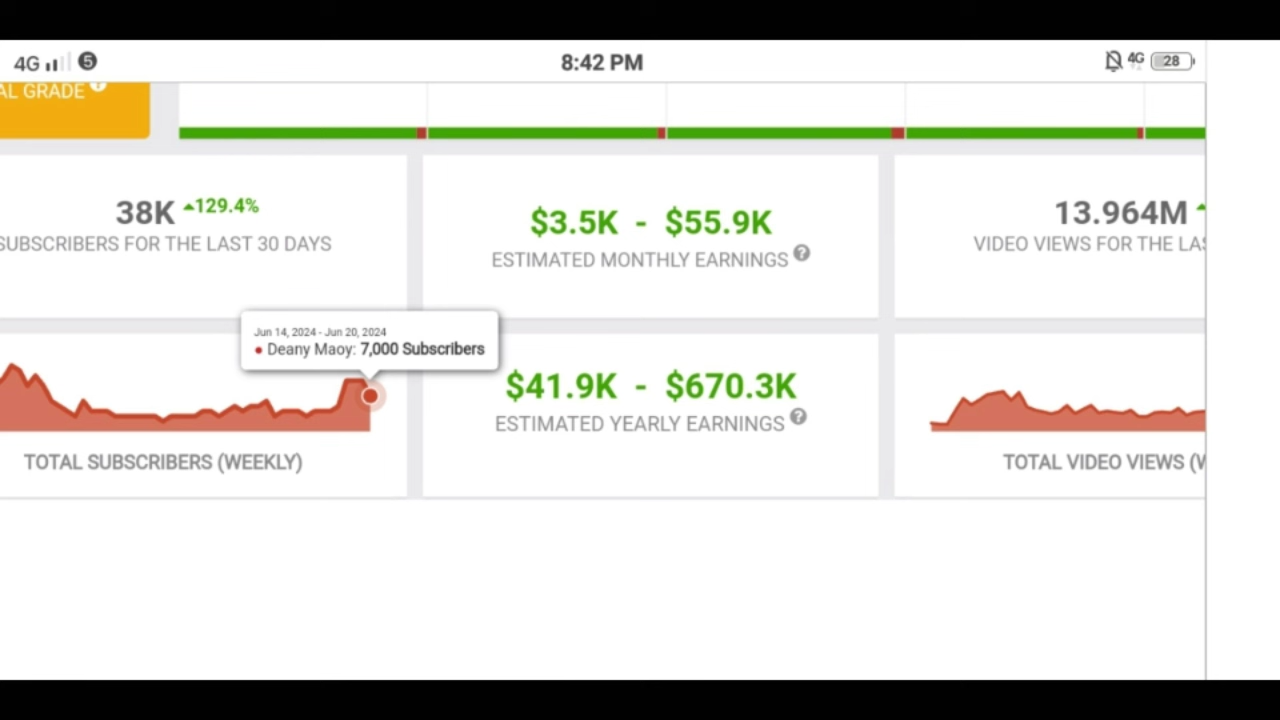 4G 5 8:42 PM 4G 28
AL GRADE ?
38K 129.4%
SUBSCRIBERS FOR THE LAST 30 DAYS
$3.5K - $55.9K
ESTIMATED MONTHLY EARNINGS ?
13.964M
VIDEO VIEWS FOR THE LAS
Jun 14, 2024 - Jun 20, 2024
Deany Maoy: 7,000 Subscribers
TOTAL SUBSCRIBERS (WEEKLY)
$41.9K - $670.3K
ESTIMATED YEARLY EARNINGS ?
TOTAL VIDEO VIEWS (W